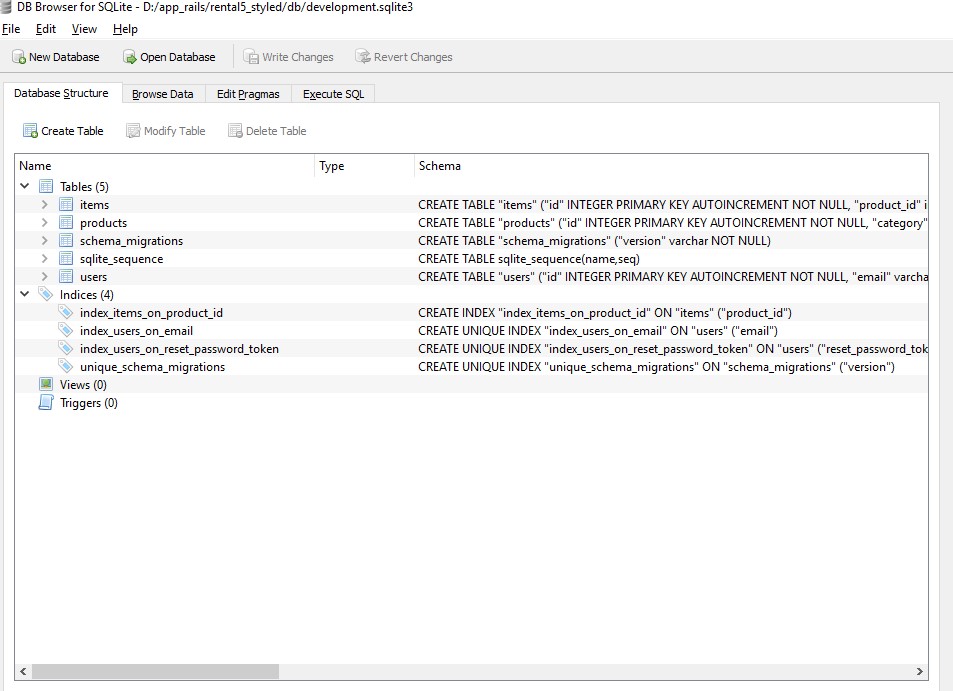 DB Browser for SQLite - D:/app_rails/rental5_styled/db/development.sqlite3
File Edit View Help
New Database Open Database Write Changes Revert Changes
Database Structure Browse Data Edit Pragmas Execute SQL
Create Table Modify Table Delete Table
Name Type Schema
Tables (5)
items CREATE TABLE "items" ("id" INTEGER PRIMARY KEY AUTOINCREMENT NOT NULL, "product_id" i
products CREATE TABLE "products" ("id" INTEGER PRIMARY KEY AUTOINCREMENT NOT NULL, "category"
schema_migrations CREATE TABLE "schema_migrations" ("version" varchar NOT NULL)
sqlite_sequence CREATE TABLE sqlite_sequence(name,seq)
users CREATE TABLE "users" ("id" INTEGER PRIMARY KEY AUTOINCREMENT NOT NULL, "email" varcha
Indices (4)
index_items_on_product_id CREATE INDEX "index_items_on_product_id" ON "items" ("product_id")
index_users_on_email CREATE UNIQUE INDEX "index_users_on_email" ON "users" ("email")
index_users_on_reset_password_token CREATE UNIQUE INDEX "index_users_on_reset_password_token" ON "users" ("reset_password_tok
unique_schema_migrations CREATE UNIQUE INDEX "unique_schema_migrations" ON "schema_migrations" ("version")
Views (0)
Triggers (0)